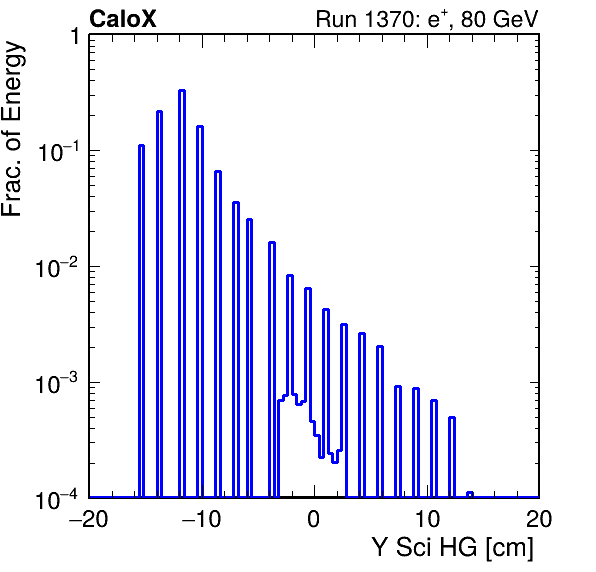 CaloX Run 1370: e⁺, 80 GeV
Frac. of Energy
1
10⁻¹
10⁻²
10⁻³
10⁻⁴
−20 −10 0 10 20
Y Sci HG [cm]